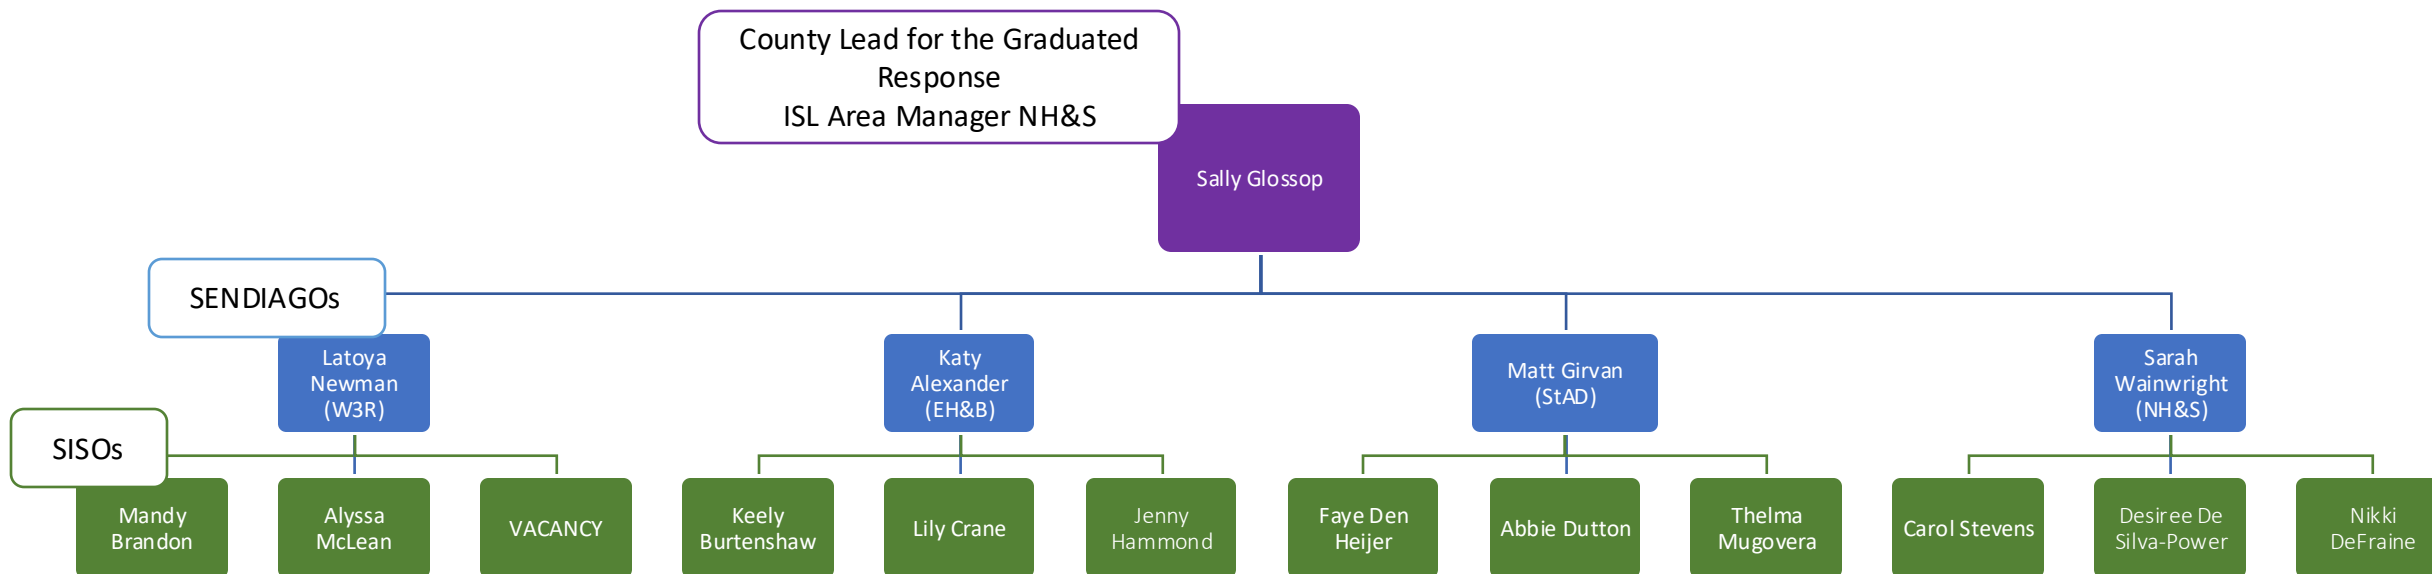 County Lead for the Graduated
Response
ISL Area Manager NH&S
Sally Glossop
SENDIAGOs
Latoya
Newman
(W3R)
Katy
Alexander
(EH&B)
Matt Girvan
(StAD)
Sarah
Wainwright
(NH&S)
SISOs
Mandy
Brandon
Alyssa
McLean
VACANCY
Keely
Burtenshaw
Lily Crane
Jenny
Hammond
Faye Den
Heijer
Abbie Dutton
Thelma
Mugovera
Carol Stevens
Desiree De
Silva-Power
Nikki
DeFraine